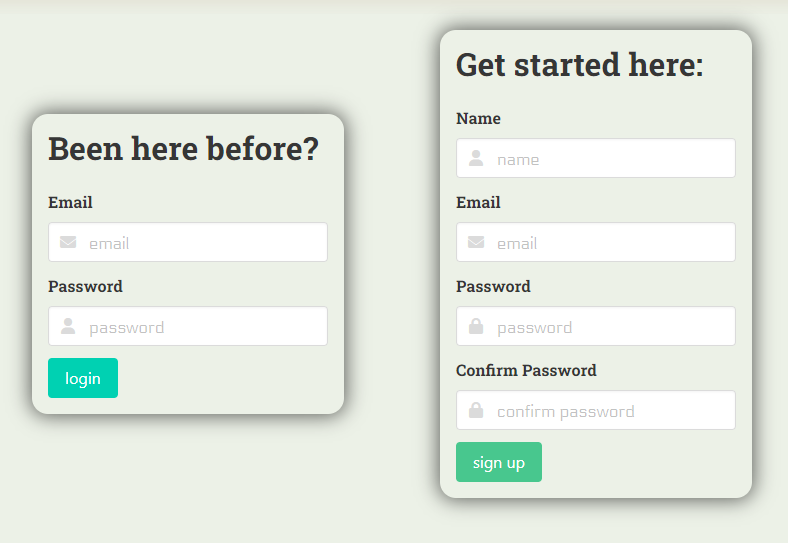 Been here before?
Email
email
Password
password
login
Get started here:
Name
name
Email
email
Password
password
Confirm Password
confirm password
sign up